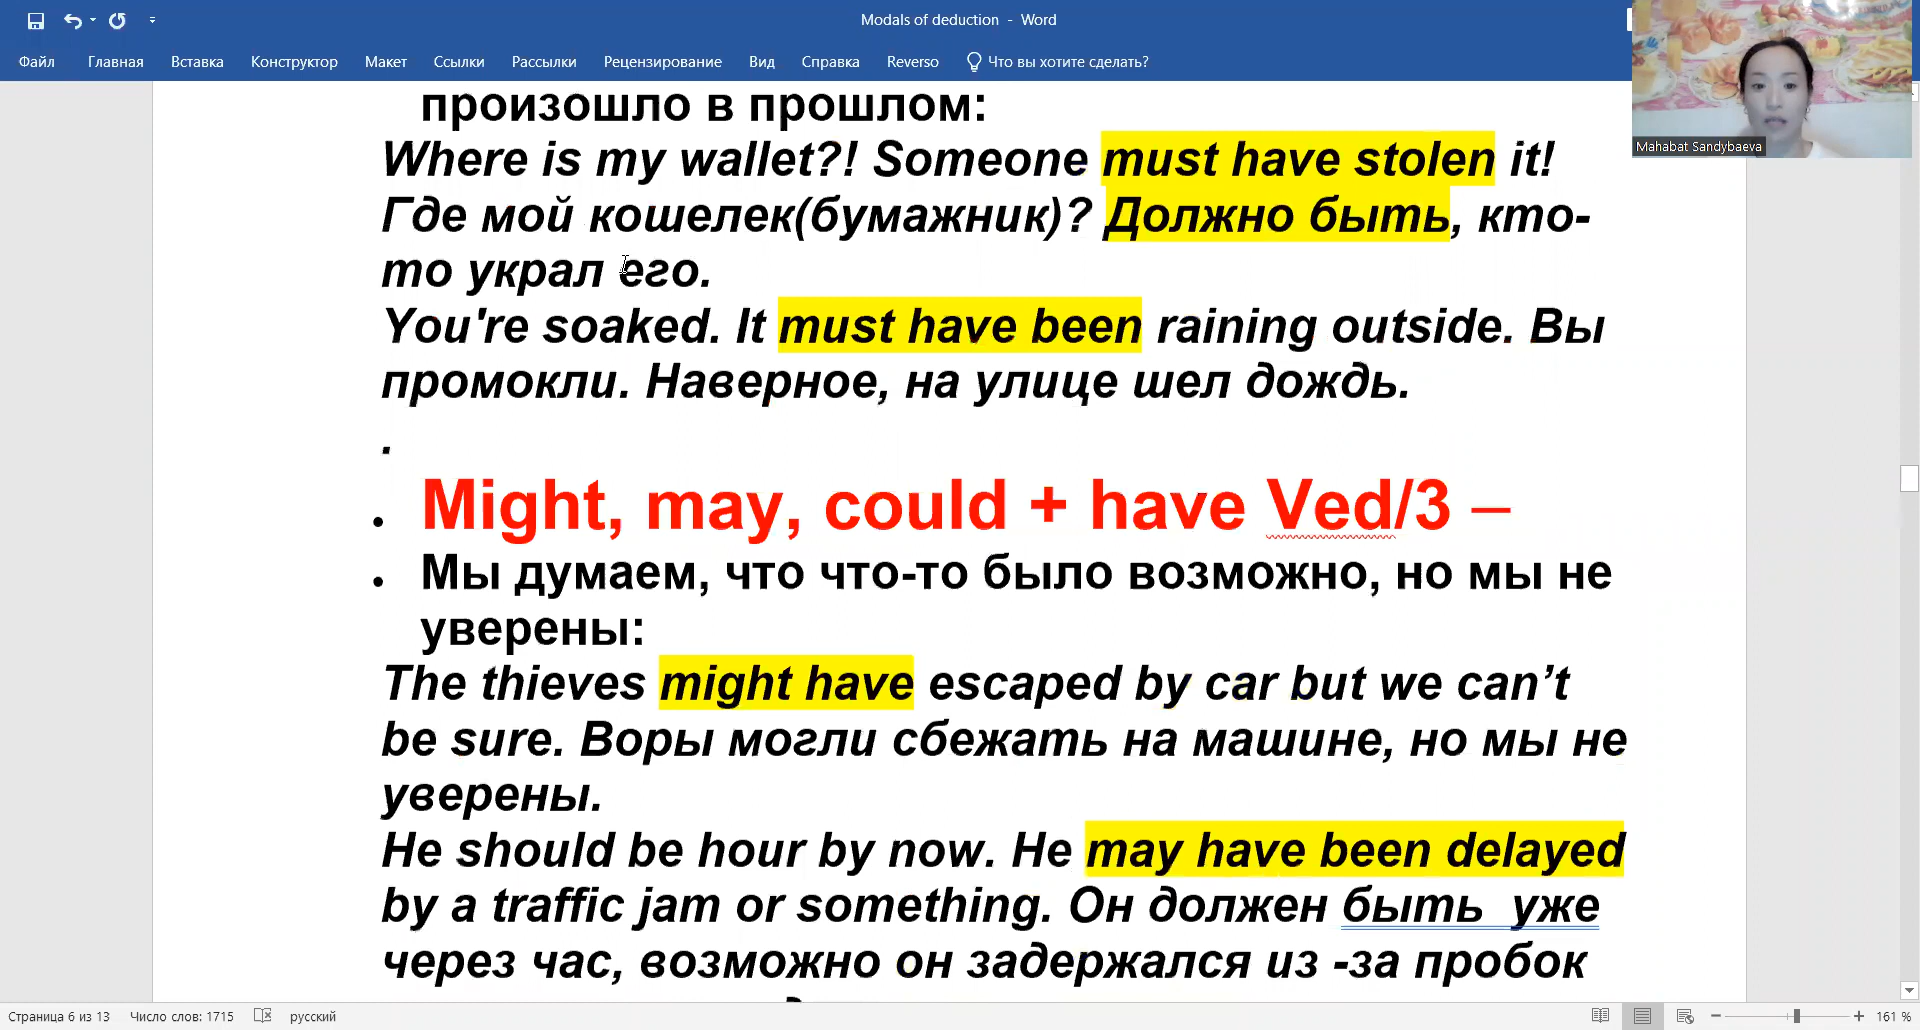 Modals of deduction - Word
Файл Главная Вставка Конструктор Макет Ссылки Рассылки Рецензирование Вид Справка Reverso Что вы хотите сделать?
Mahabat Sandybaeva
произошло в прошлом:
Where is my wallet?! Someone must have stolen it!
Где мой кошелек(бумажник)? Должно быть, кто-
то украл его.
You're soaked. It must have been raining outside. Вы
промокли. Наверное, на улице шел дождь.
.
• Might, may, could + have Ved/3 –
• Мы думаем, что что-то было возможно, но мы не
уверены:
The thieves might have escaped by car but we can’t
be sure. Воры могли сбежать на машине, но мы не
уверены.
He should be hour by now. He may have been delayed
by a traffic jam or something. Он должен быть уже
через час, возможно он задержался из -за пробок
Страница 6 из 13 Число слов: 1715 русский 161 %